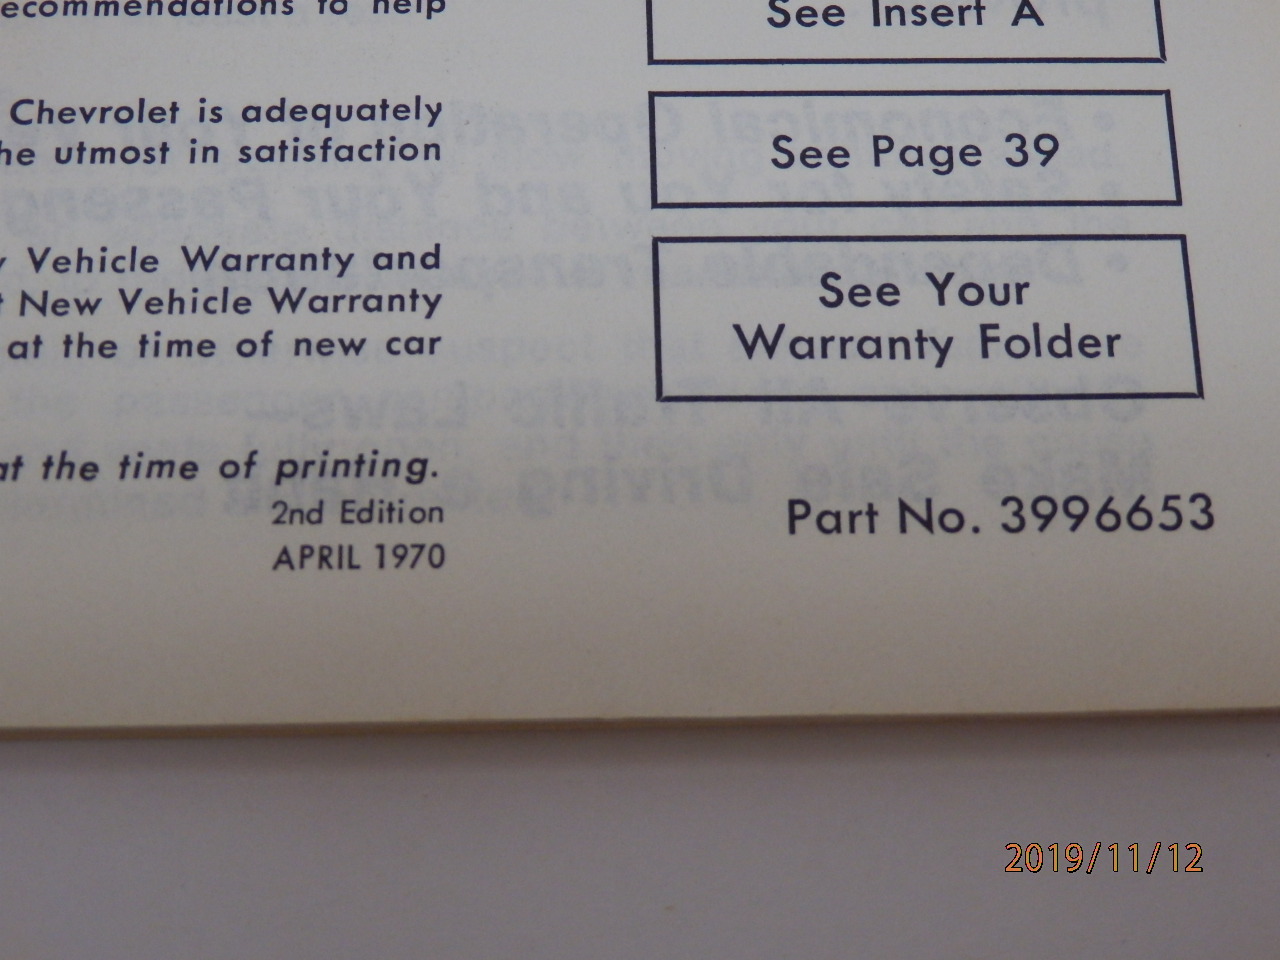 ecommendations to help
Chevrolet is adequately
he utmost in satisfaction
Vehicle Warranty and
New Vehicle Warranty
at the time of new car
at the time of printing.
2nd Edition
APRIL 1970
See Insert A
See Page 39
See Your
Warranty Folder
Part No. 3996653
2019/11/12